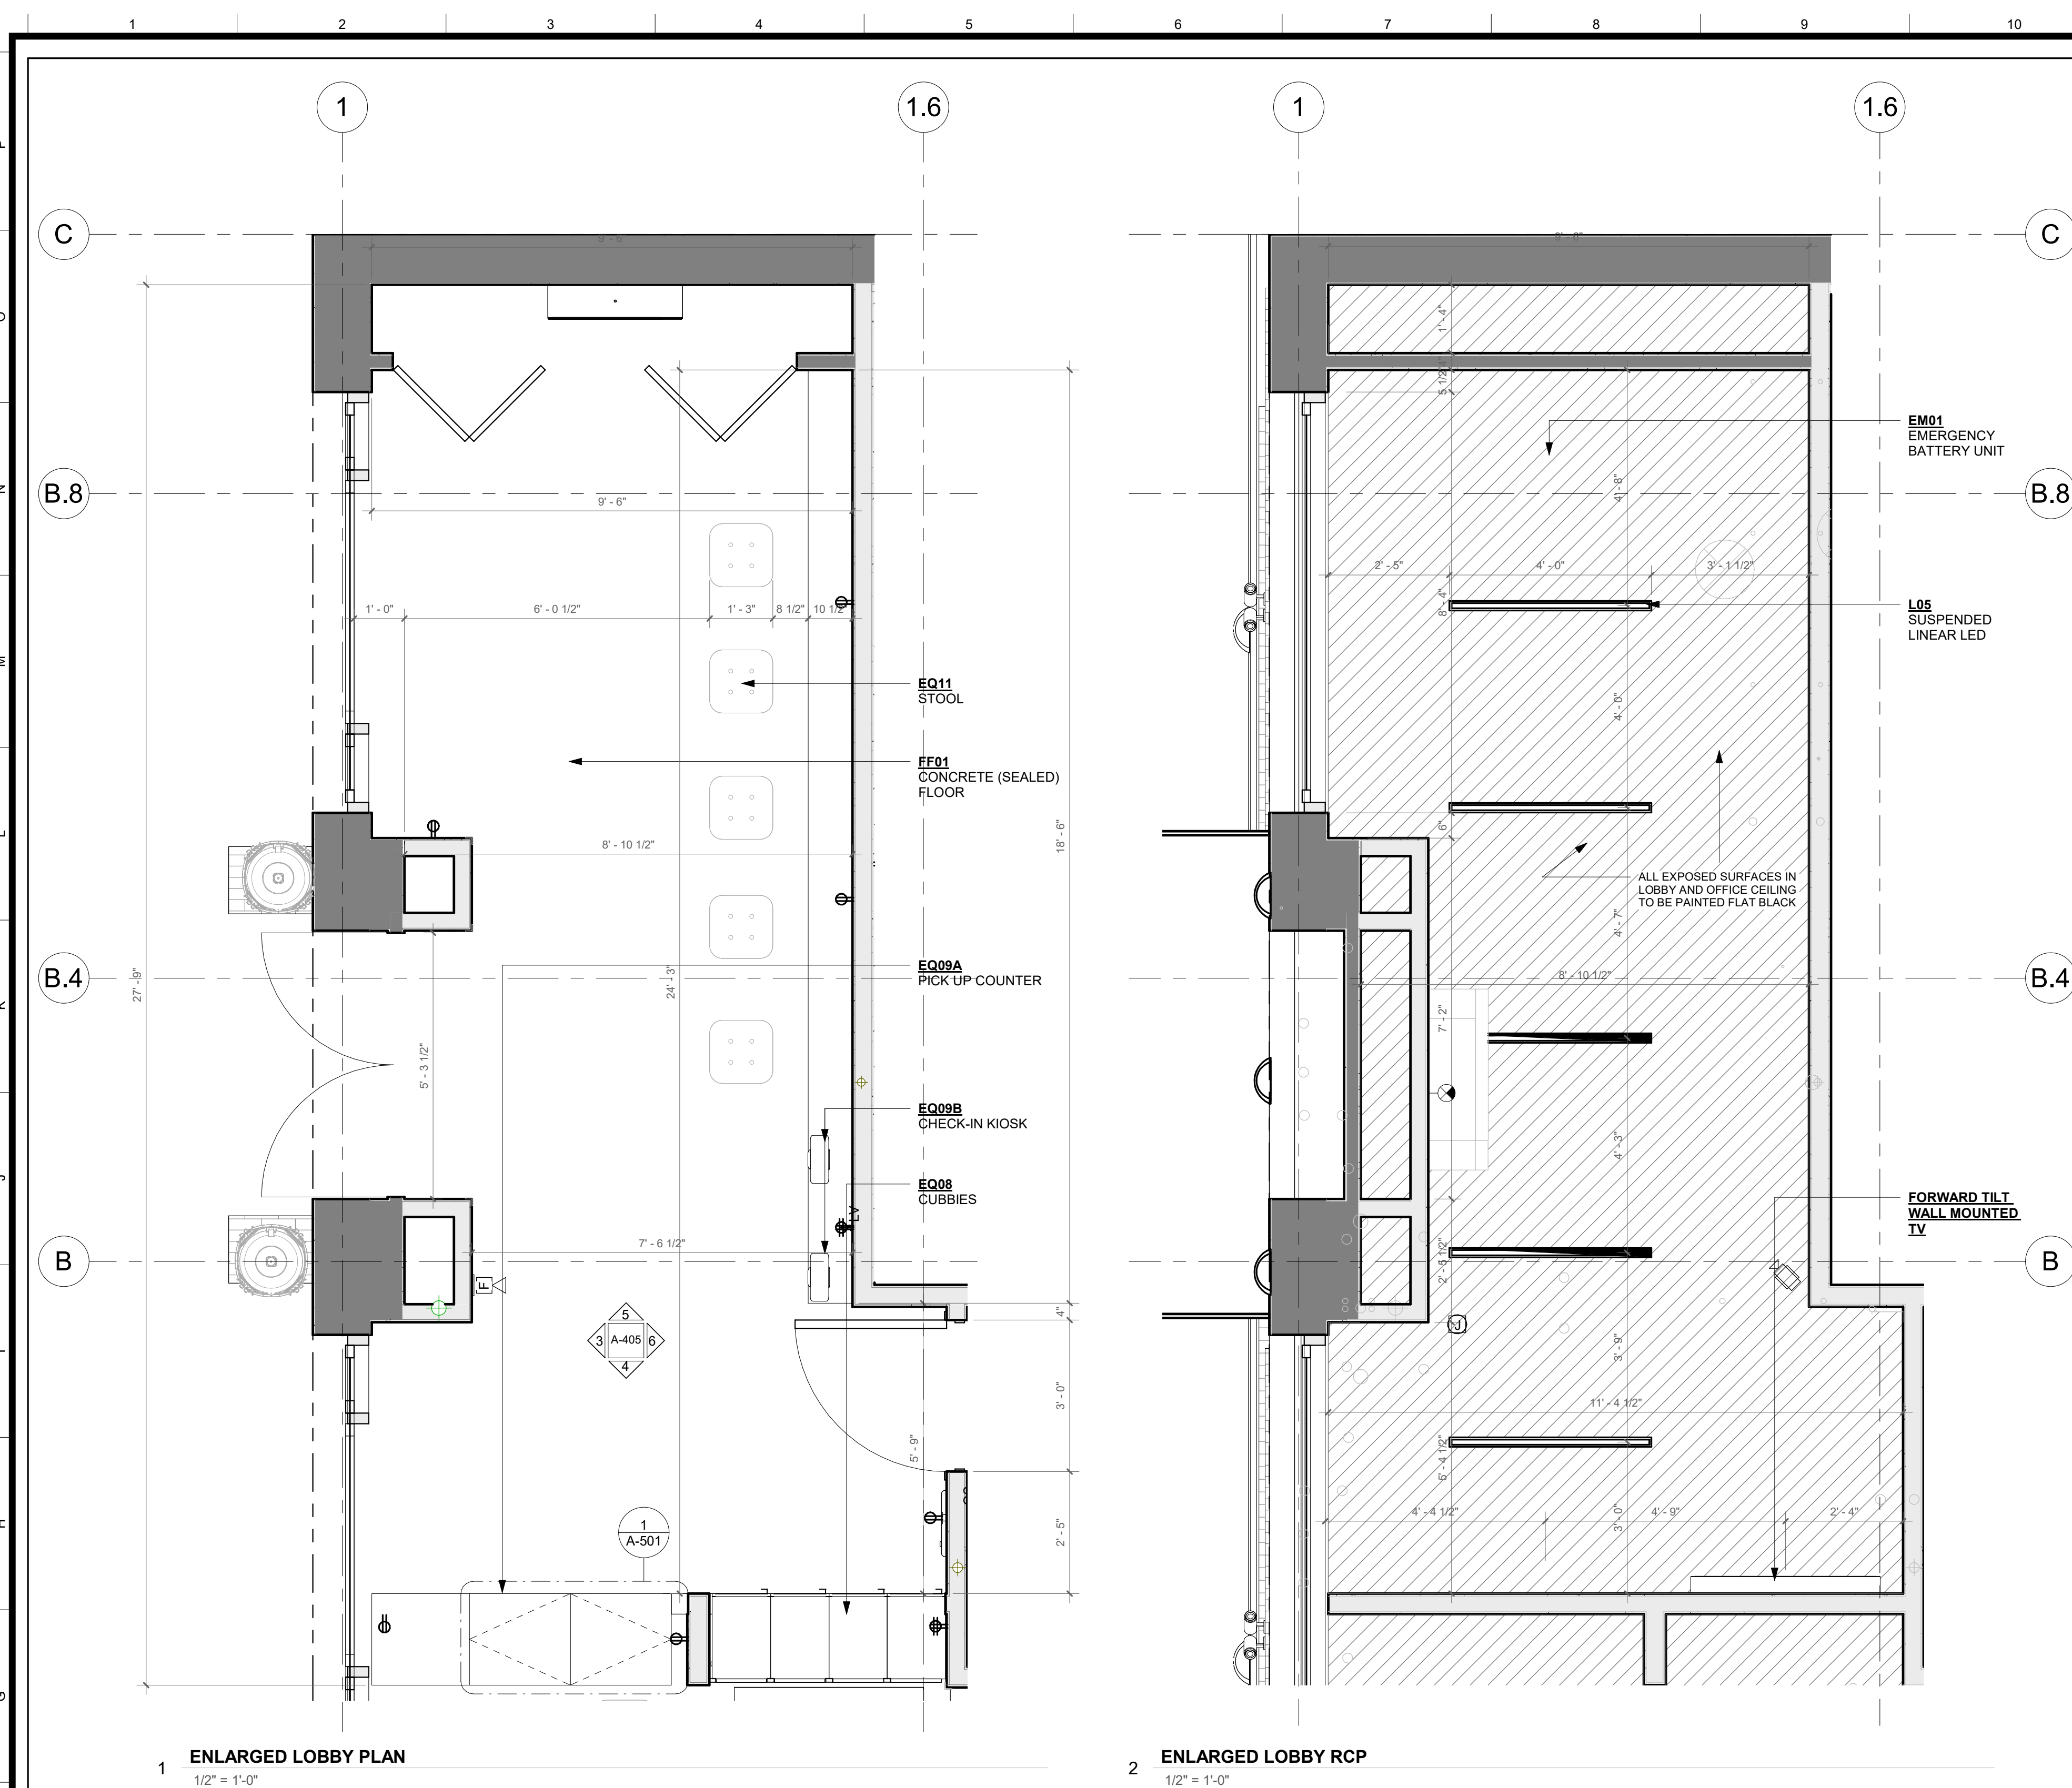 1 2 3 4 5 6 7 8 9 10
P
O
N
M
L
K
J
I
H
G
1
1.6
C
B.8
B.4
B
9' - 6"
9' - 6"
1' - 0"
6' - 0 1/2"
1' - 3"
8 1/2"
10 1/2"
8' - 10 1/2"
27' - 9"
24' - 3"
18' - 6"
5' - 3 1/2"
7' - 6 1/2"
4"
3' - 0"
5' - 9"
2' - 5"
EQ11
STOOL
FF01
CONCRETE (SEALED)
FLOOR
EQ09A
PICK UP COUNTER
EQ09B
CHECK-IN KIOSK
EQ08
CUBBIES
LV
F
5
3 A-405 6
4
1
A-501
1 ENLARGED LOBBY PLAN
1/2" = 1'-0"
1
1.6
C
B.8
B.4
B
1' - 4"
4'- 8"
2' - 5"
4' - 0"
3' - 1 1/2"
8' - 4"
4' - 0"
6"
4' - 7"
8' - 10 1/2"
7' - 2"
4' - 3"
2' - 5 1/2"
3' - 9"
11' - 4 1/2"
5' - 4 1/2"
4' - 4 1/2"
3' - 0"
4' - 9"
2' - 4"
J
EM01
EMERGENCY
BATTERY UNIT
L05
SUSPENDED
LINEAR LED
ALL EXPOSED SURFACES IN
LOBBY AND OFFICE CEILING
TO BE PAINTED FLAT BLACK
FORWARD TILT
WALL MOUNTED
TV
2 ENLARGED LOBBY RCP
1/2" = 1'-0"